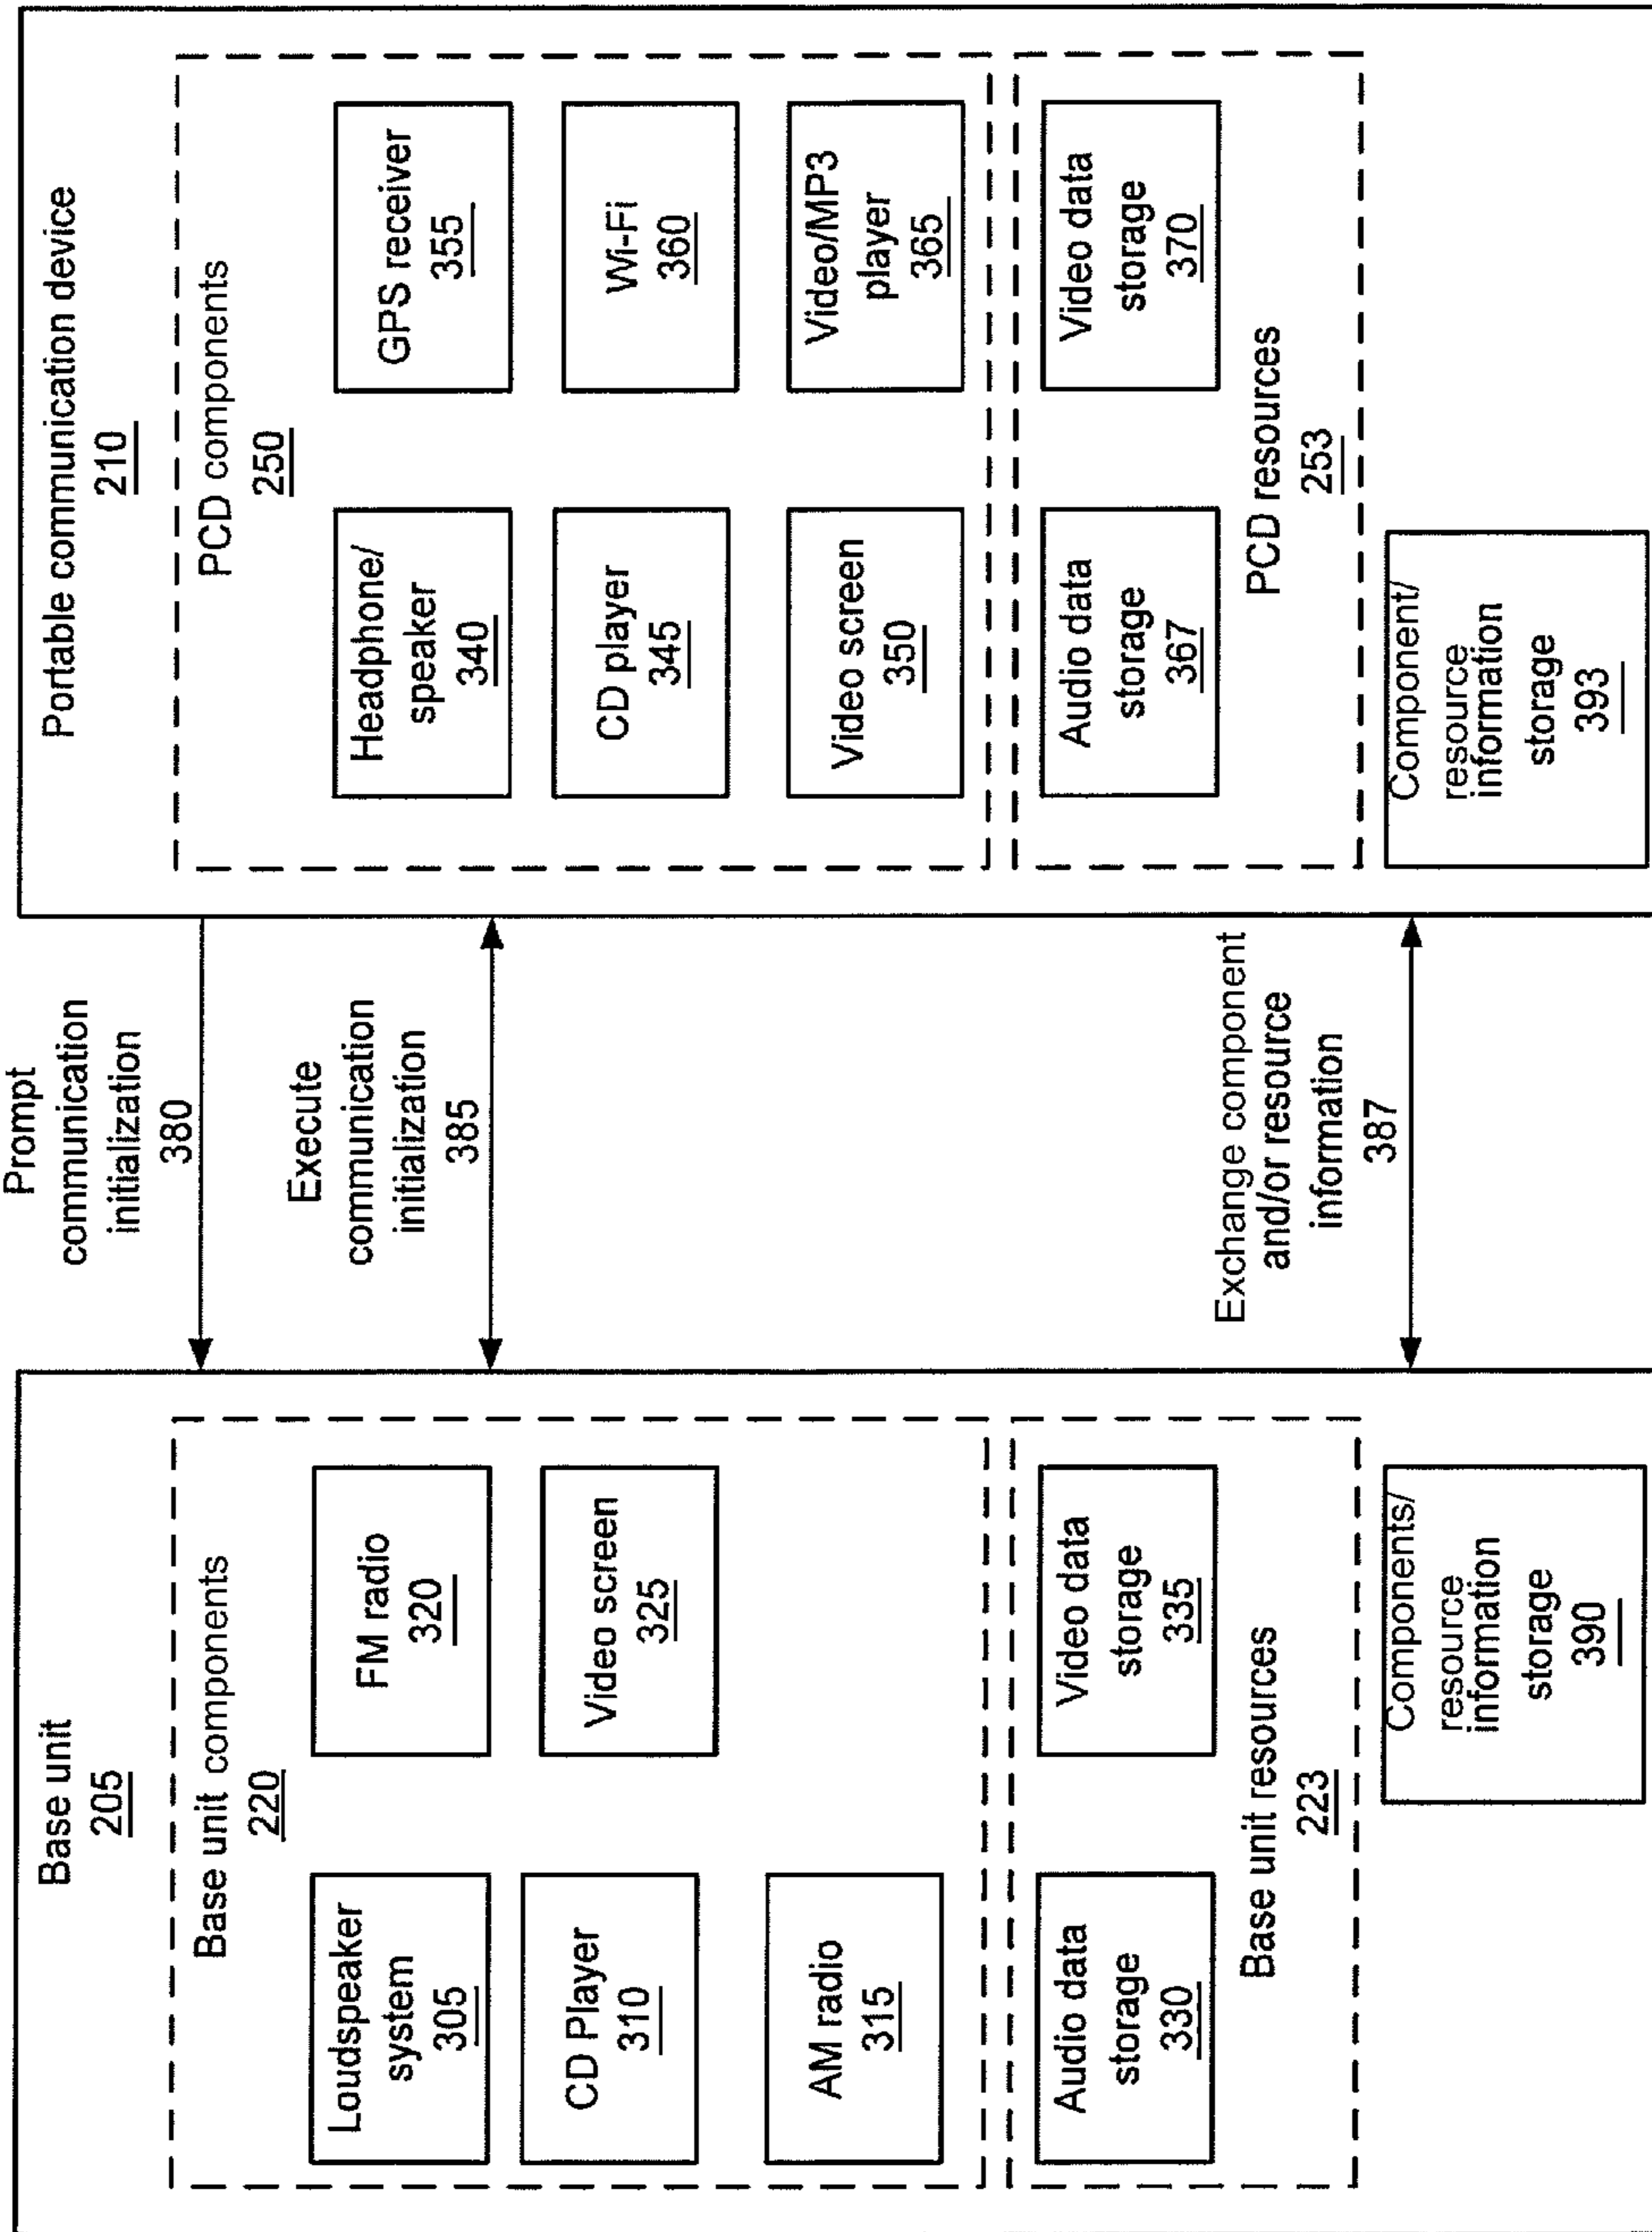 Base unit
205
Base unit components
220
Loudspeaker
system
305
FM radio
320
CD Player
310
Video screen
325
AM radio
315
Audio data
storage
330
Video data
storage
335
Base unit resources
223
Components/
resource
information
storage
390
Prompt
communication
initialization
380
Execute
communication
initialization
385
Exchange component
and/or resource
information
387
Portable communication device
210
PCD components
250
Headphone/
speaker
340
GPS receiver
355
CD player
345
Wi-Fi
360
Video screen
350
Video/MP3
player
365
Audio data
storage
367
Video data
storage
370
PCD resources
253
Component/
resource
information
storage
393